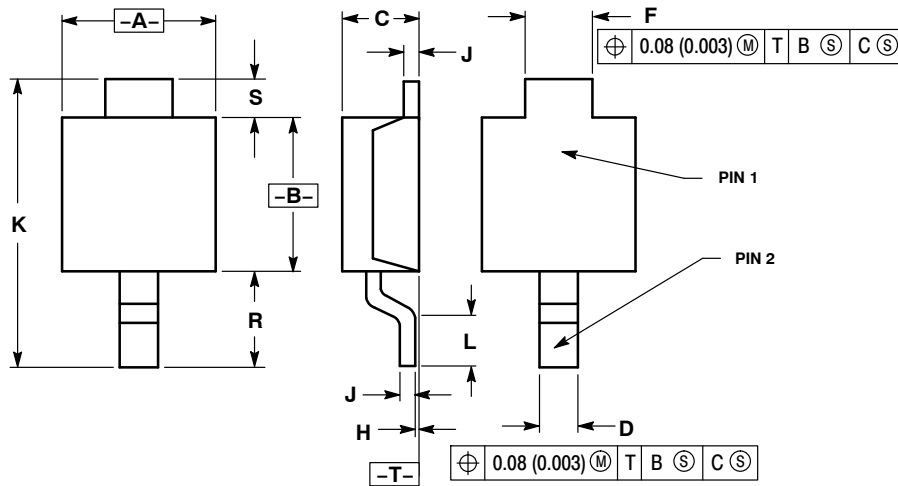 –A–
C
F
⌖ 0.08 (0.003) Ⓜ T B Ⓢ C Ⓢ
J
S
K
–B–
PIN 1
PIN 2
R
L
J
H
D
–T–
⌖ 0.08 (0.003) Ⓜ T B Ⓢ C Ⓢ